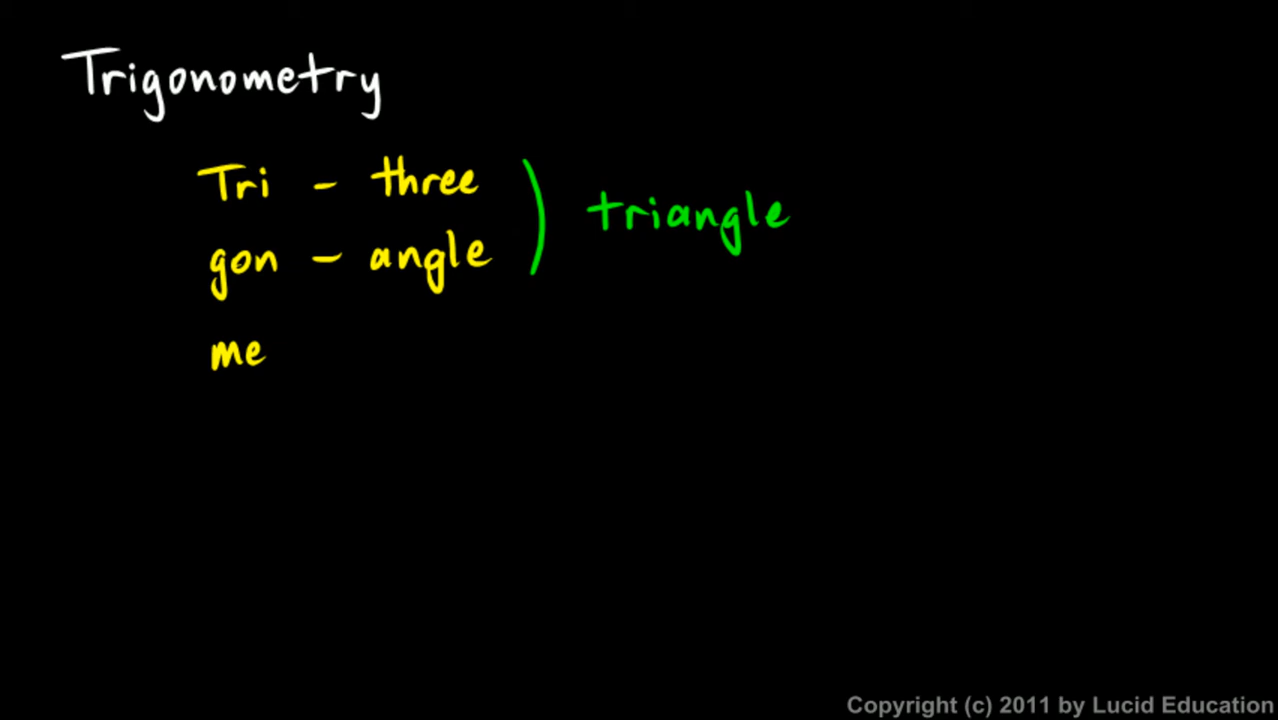 Trigonometry
Tri - three
gon - angle
triangle
me
Copyright (c) 2011 by Lucid Education